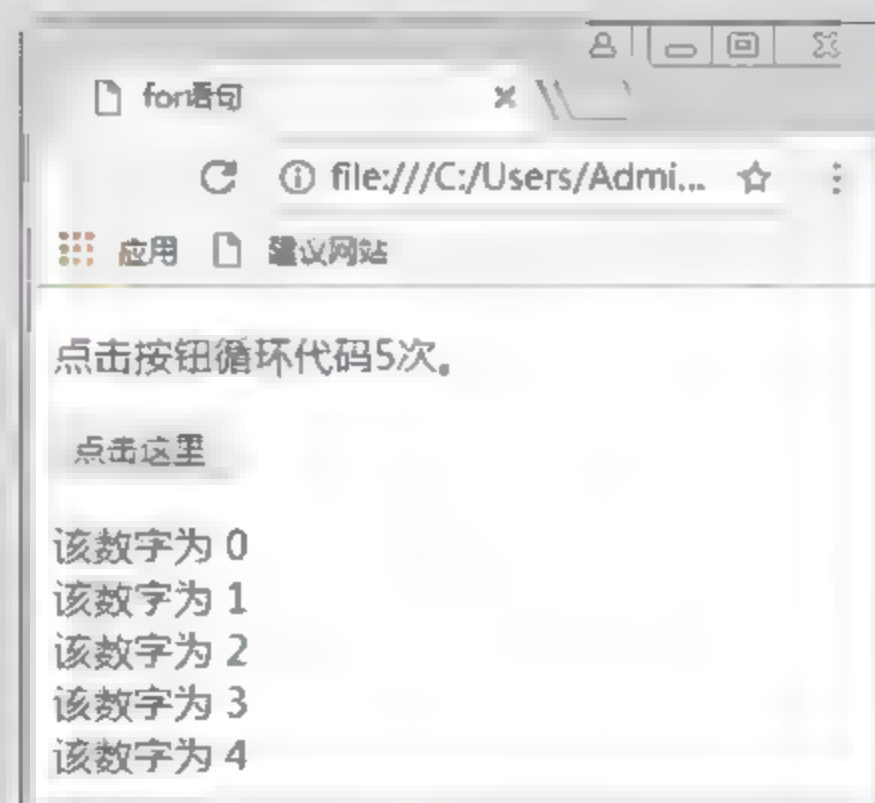 for语句
file:///C:/Users/Admi...
应用 建议网站
点击按钮循环代码5次。
点击这里
该数字为 0
该数字为 1
该数字为 2
该数字为 3
该数字为 4